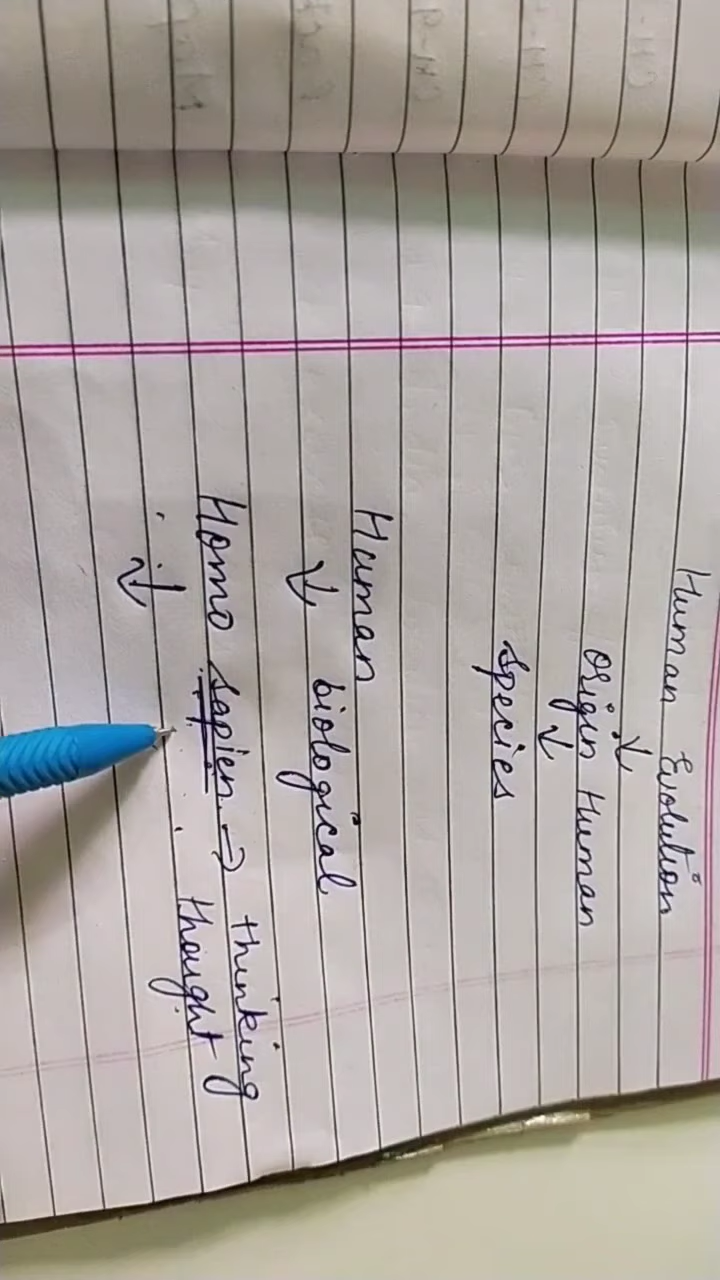 Human Evolution
↓
Origin Human
↓
Species
Human biological
↓
Homo Sapien → thinking
thought
↓